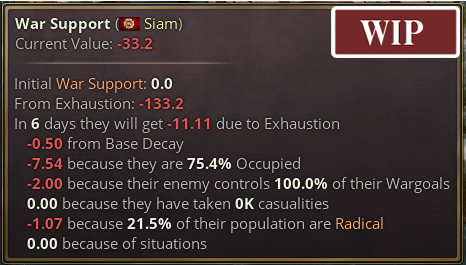 War Support (Siam)
WIP
Current Value: -33.2
Initial War Support: 0.0
From Exhaustion: -133.2
In 6 days they will get -11.11 due to Exhaustion
-0.50 from Base Decay
-7.54 because they are 75.4% Occupied
-2.00 because their enemy controls 100.0% of their Wargoals
0.00 because they have taken 0K casualities
-1.07 because 21.5% of their population are Radical
0.00 because of situations